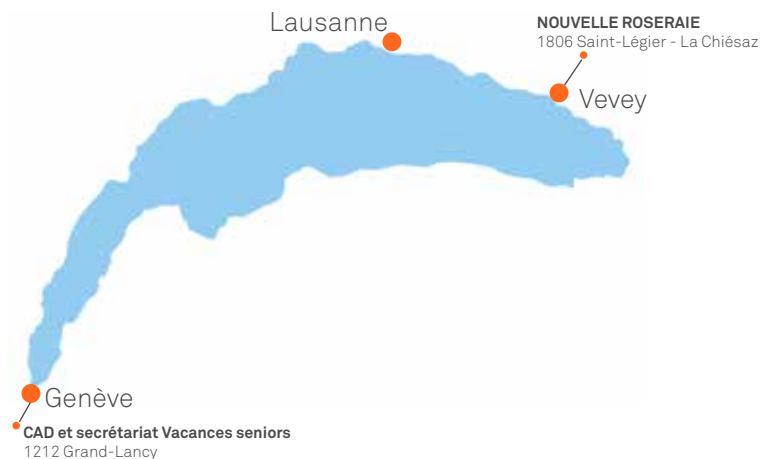 Lausanne
NOUVELLE ROSERAIE
1806 Saint-Légier - La Chiésaz
Vevey
Genève
CAD et secrétariat Vacances seniors
1212 Grand-Lancy